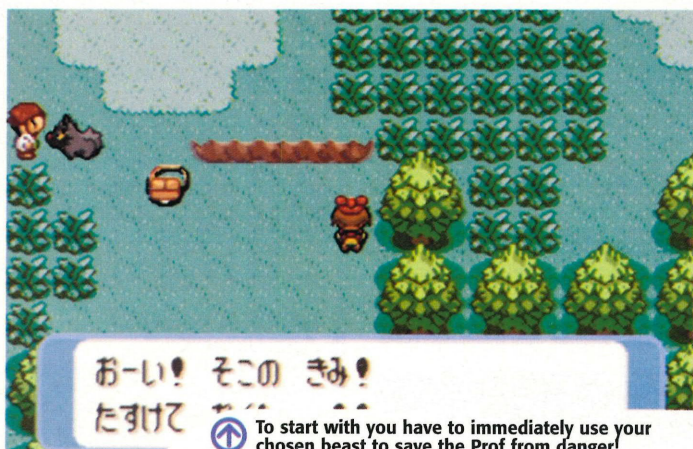 おーい! そこの きみ!
たすけて
To start with you have to immediately use your
chosen beast to save the Prof from danger!